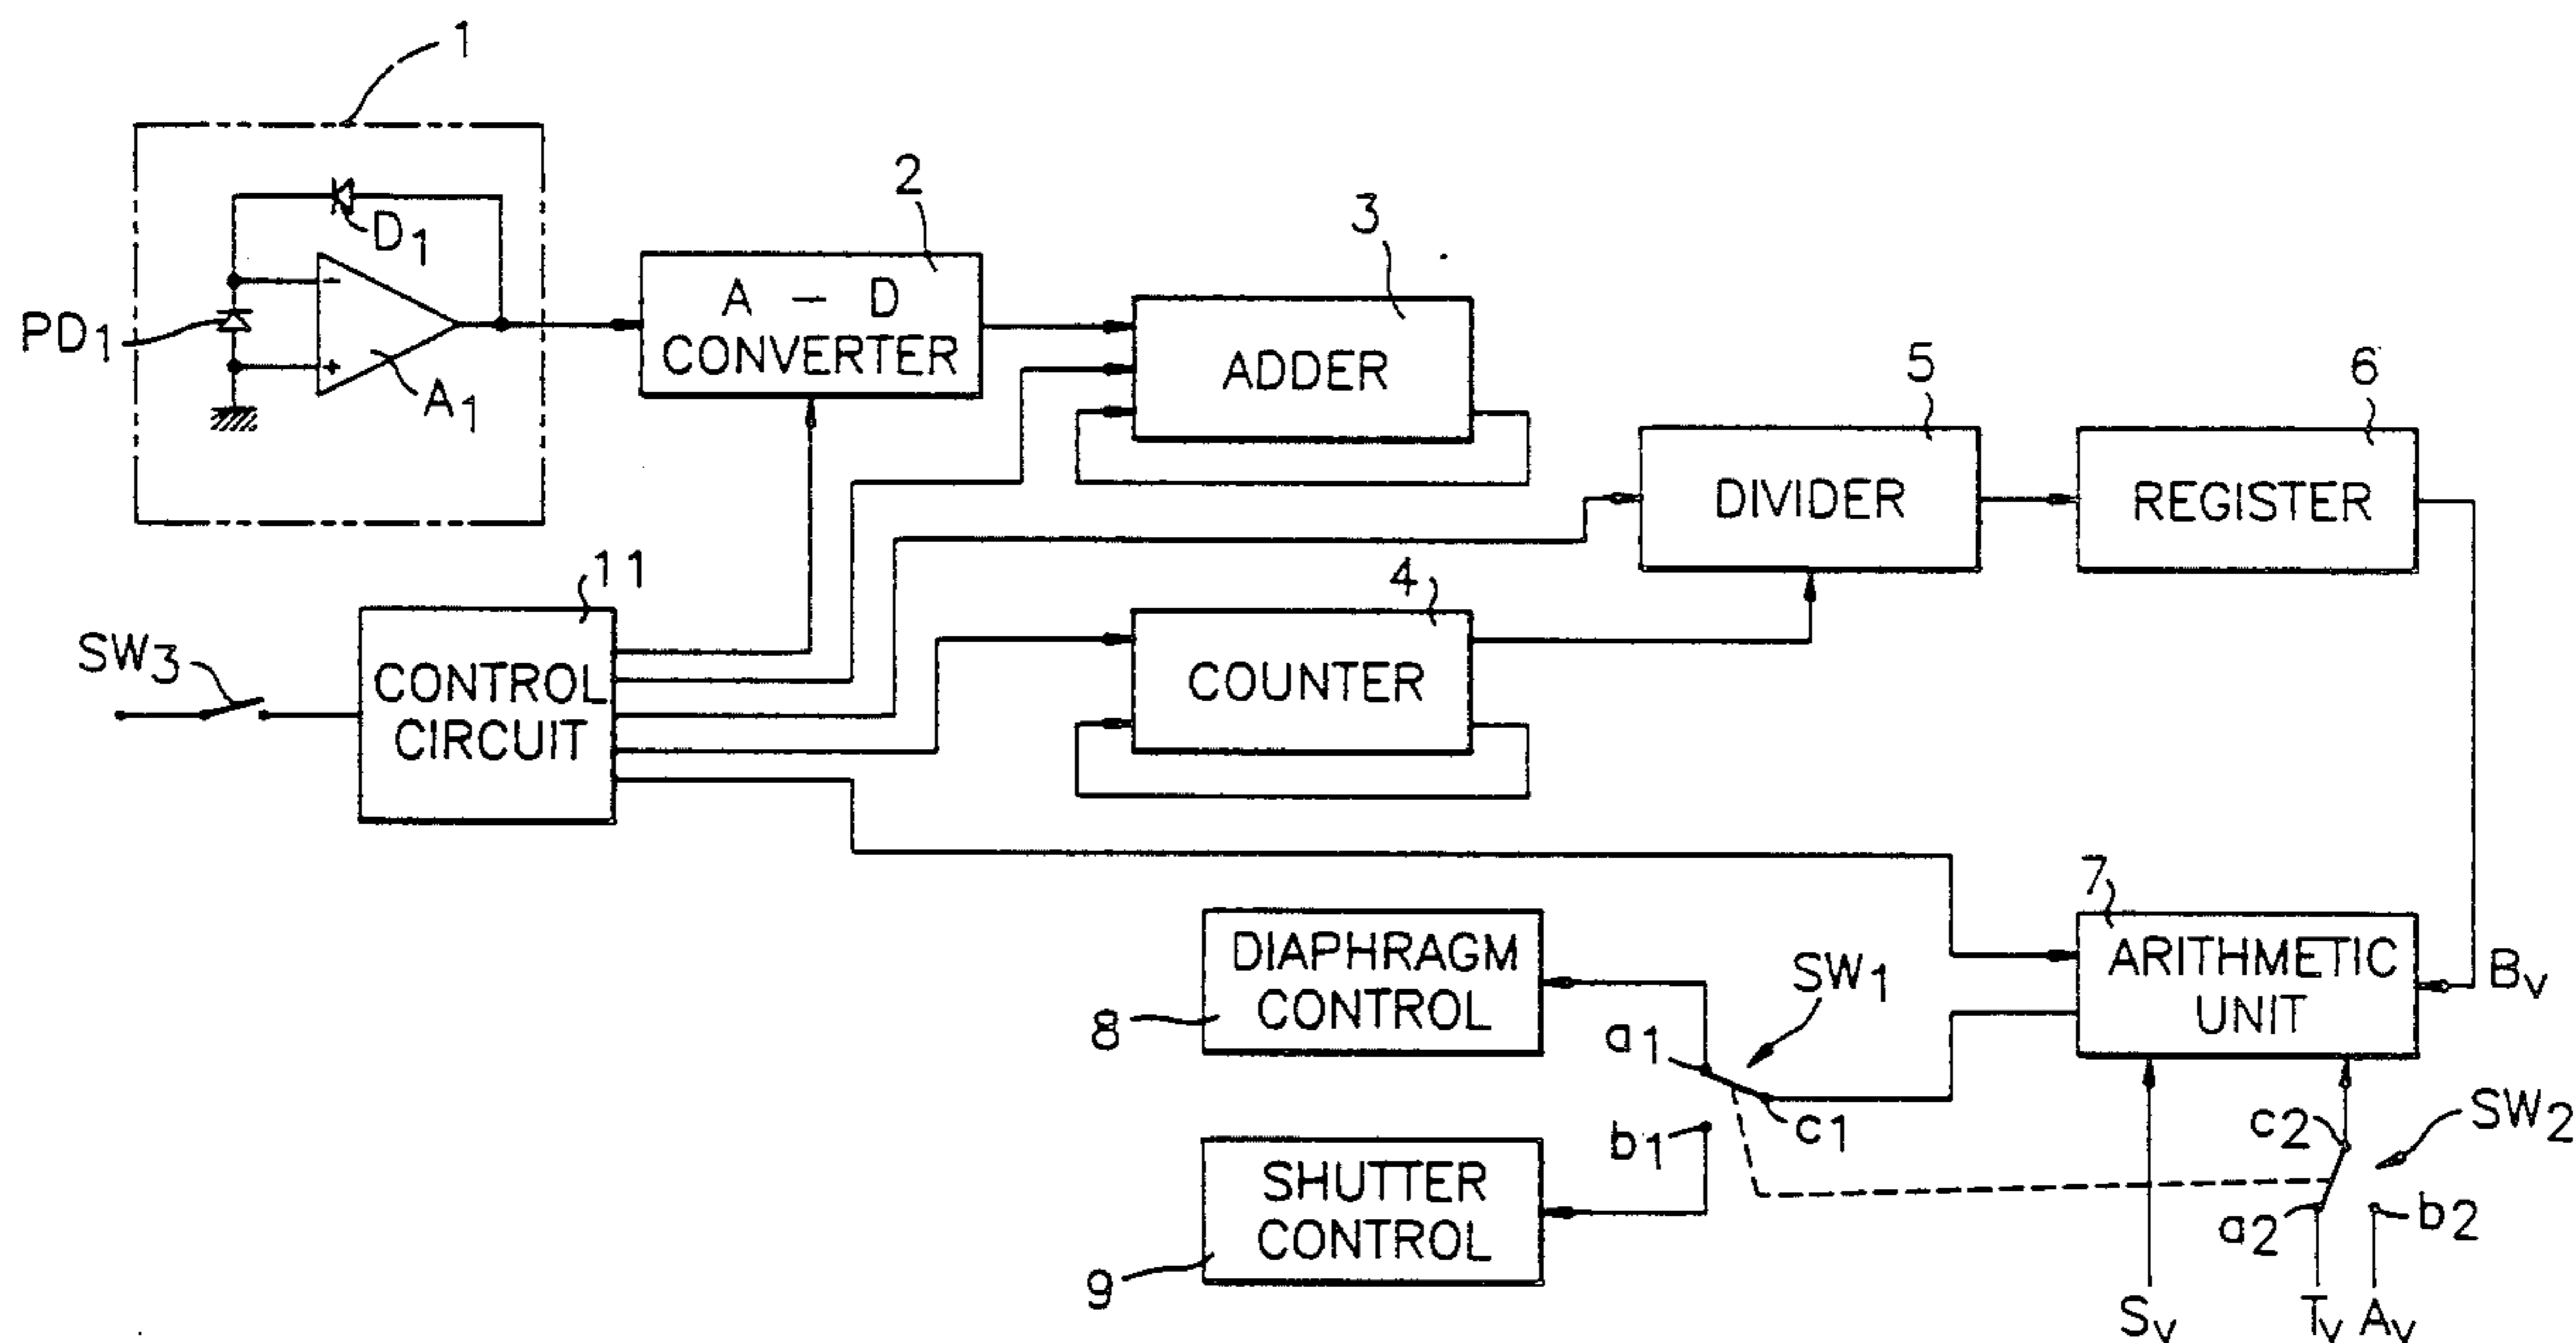 1
D1
PD1
-
+
A1
2
A - D
CONVERTER
3
ADDER
5
DIVIDER
6
REGISTER
SW3
11
CONTROL
CIRCUIT
4
COUNTER
8
DIAPHRAGM
CONTROL
9
SHUTTER
CONTROL
a1
b1
c1
SW1
7
ARITHMETIC
UNIT
Bv
c2
SW2
a2
b2
Sv
Tv
Av